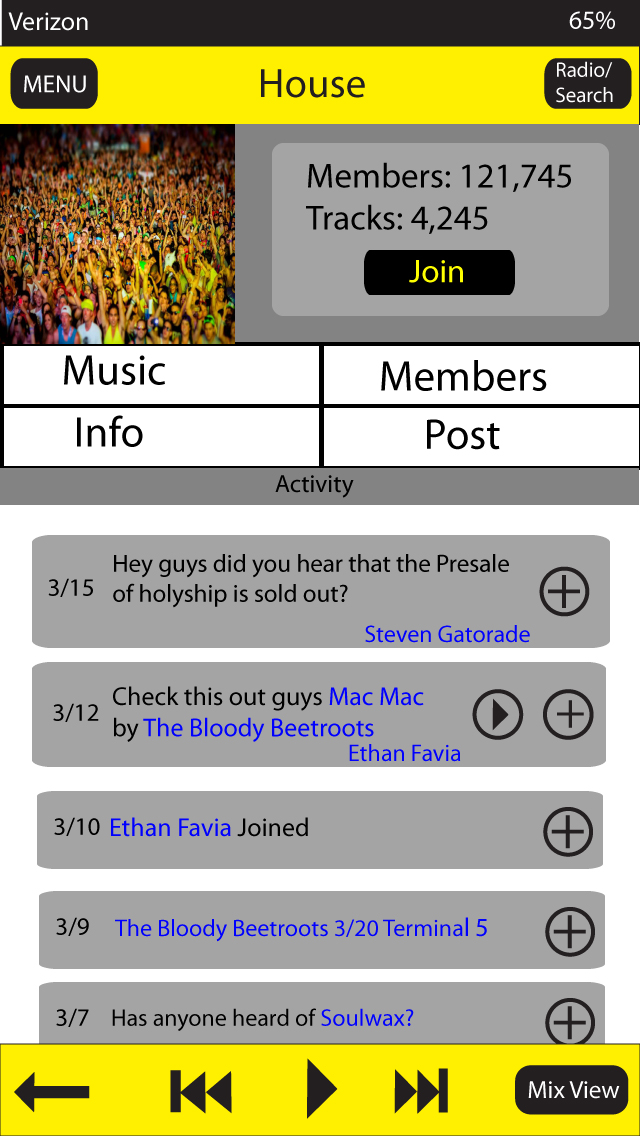 Verizon 65%
MENU House Radio/
Search
Members: 121,745
Tracks: 4,245
Join
Music Members
Info Post
Activity
3/15 Hey guys did you hear that the Presale
of holyship is sold out?
Steven Gatorade
3/12 Check this out guys Mac Mac
by The Bloody Beetroots
Ethan Favia
3/10 Ethan Favia Joined
3/9 The Bloody Beetroots 3/20 Terminal 5
3/7 Has anyone heard of Soulwax?
Mix View